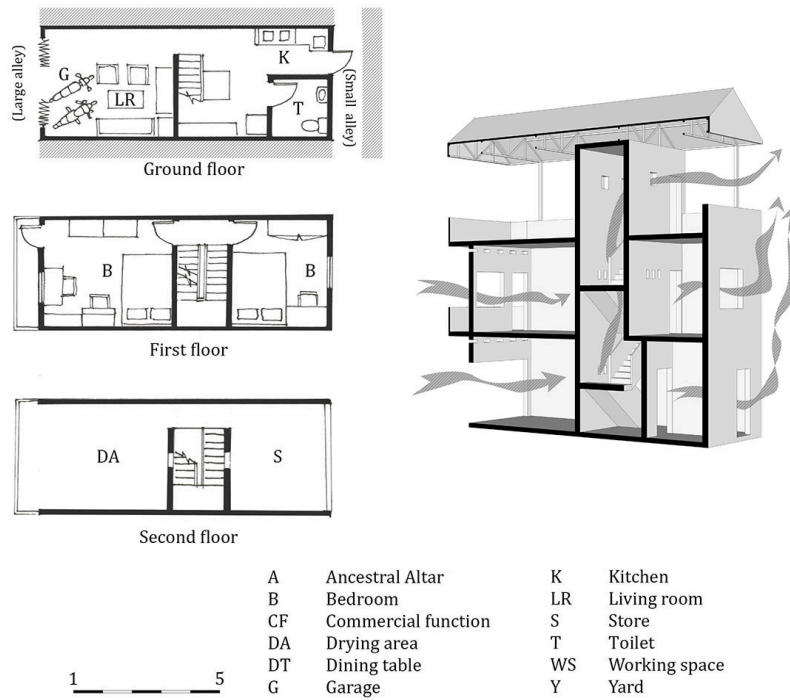 (Large alley)
G
LR
K
T
(Small alley)
Ground floor
B
B
First floor
DA
S
Second floor
A Ancestral Altar
B Bedroom
CF Commercial function
DA Drying area
DT Dining table
G Garage
K Kitchen
LR Living room
S Store
T Toilet
WS Working space
Y Yard
1 5